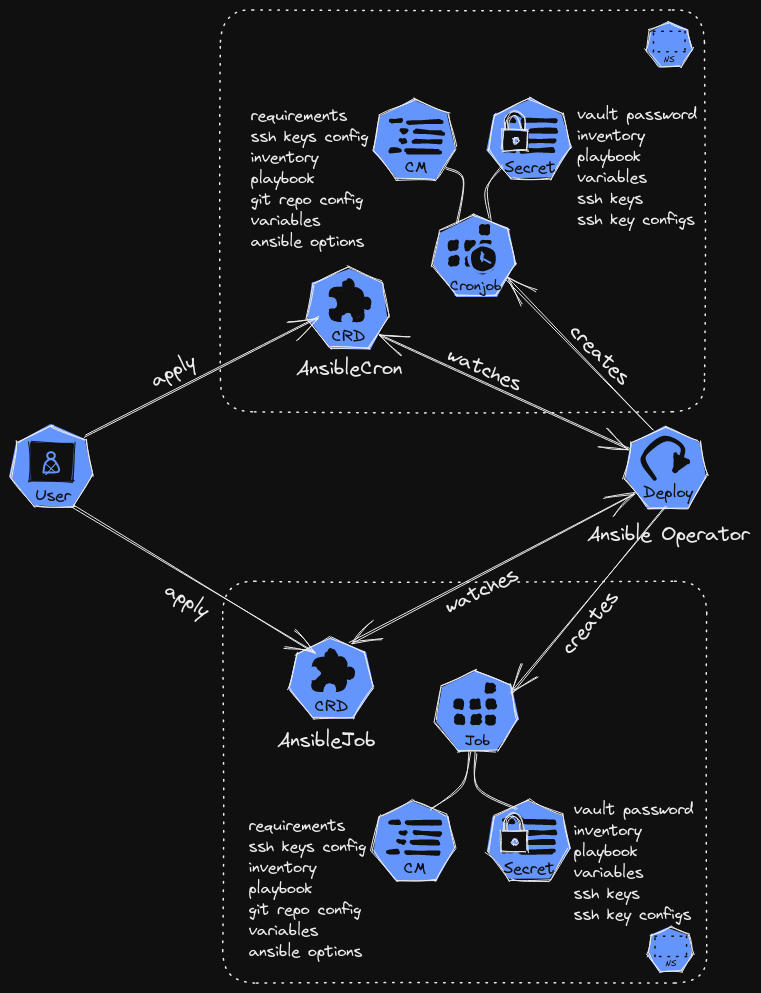 NS
requirements
ssh keys config
inventory
playbook
git repo config
variables
ansible options
CM
Secret
vault password
inventory
playbook
variables
ssh keys
ssh key configs
Cronjob
CRD
AnsibleCron
apply
watches
creates
User
Deploy
Ansible Operator
apply
watches
creates
CRD
AnsibleJob
Job
requirements
ssh keys config
inventory
playbook
git repo config
variables
ansible options
CM
Secret
vault password
inventory
playbook
variables
ssh keys
ssh key configs
NS